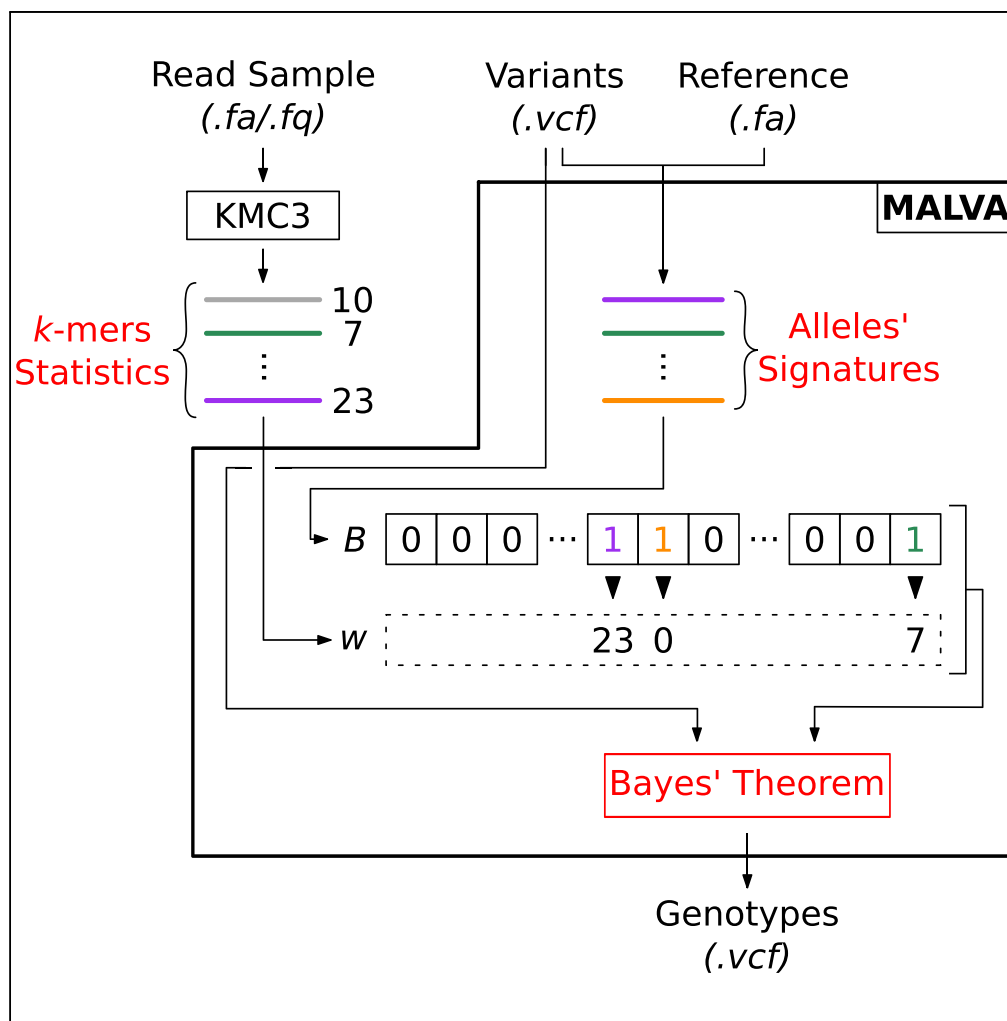 Read Sample
(.fa/.fq)
Variants
(.vcf)
Reference
(.fa)
KMC3
MALVA
k-mers
Statistics
10
7
⋮
23
Alleles'
Signatures
⋮
B 0 0 0 ... 1 1 0 ... 0 0 1
w 23 0 7
Bayes' Theorem
Genotypes
(.vcf)